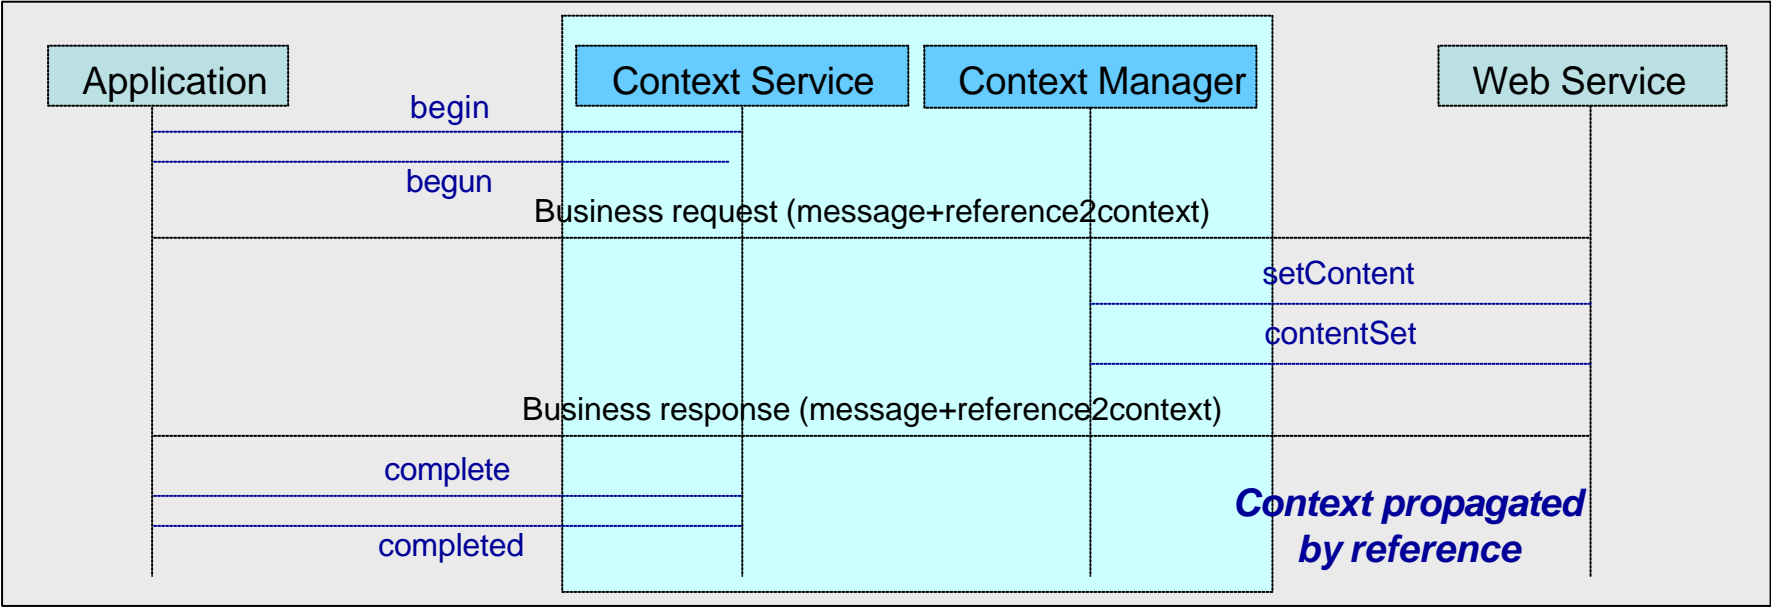 Application
Context Service
Context Manager
Web Service
begin
begun
Business request (message+reference2context)
setContent
contentSet
Business response (message+reference2context)
complete
completed
Context propagated
by reference